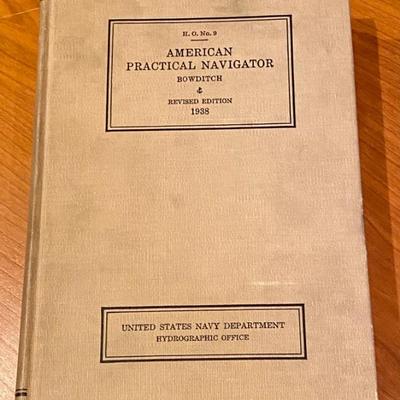 H. O. No. 9
AMERICAN
PRACTICAL NAVIGATOR
BOWDITCH
REVISED EDITION
1938
UNITED STATES NAVY DEPARTMENT
HYDROGRAPHIC OFFICE